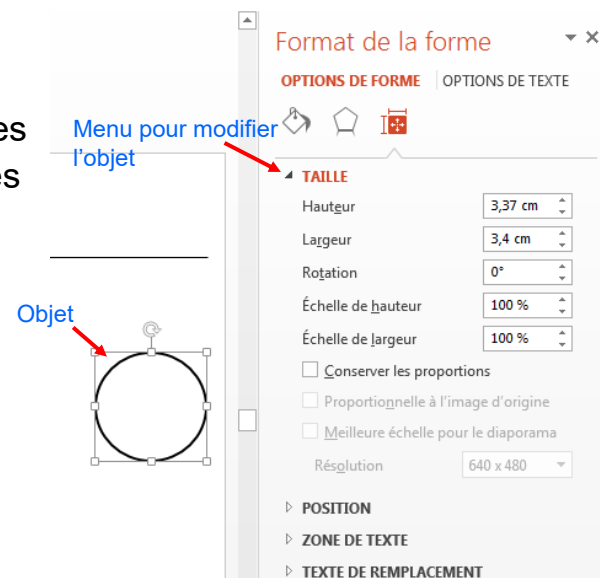 Format de la forme
OPTIONS DE FORME OPTIONS DE TEXTE
es
es
Menu pour modifier
l'objet
TAILLE
Hauteur 3,37 cm
Largeur 3,4 cm
Rotation 0°
Objet
Échelle de hauteur 100 %
Échelle de largeur 100 %
Conserver les proportions
Proportionnelle à l'image d'origine
Meilleure échelle pour le diaporama
Résolution 640 x 480
POSITION
ZONE DE TEXTE
TEXTE DE REMPLACEMENT